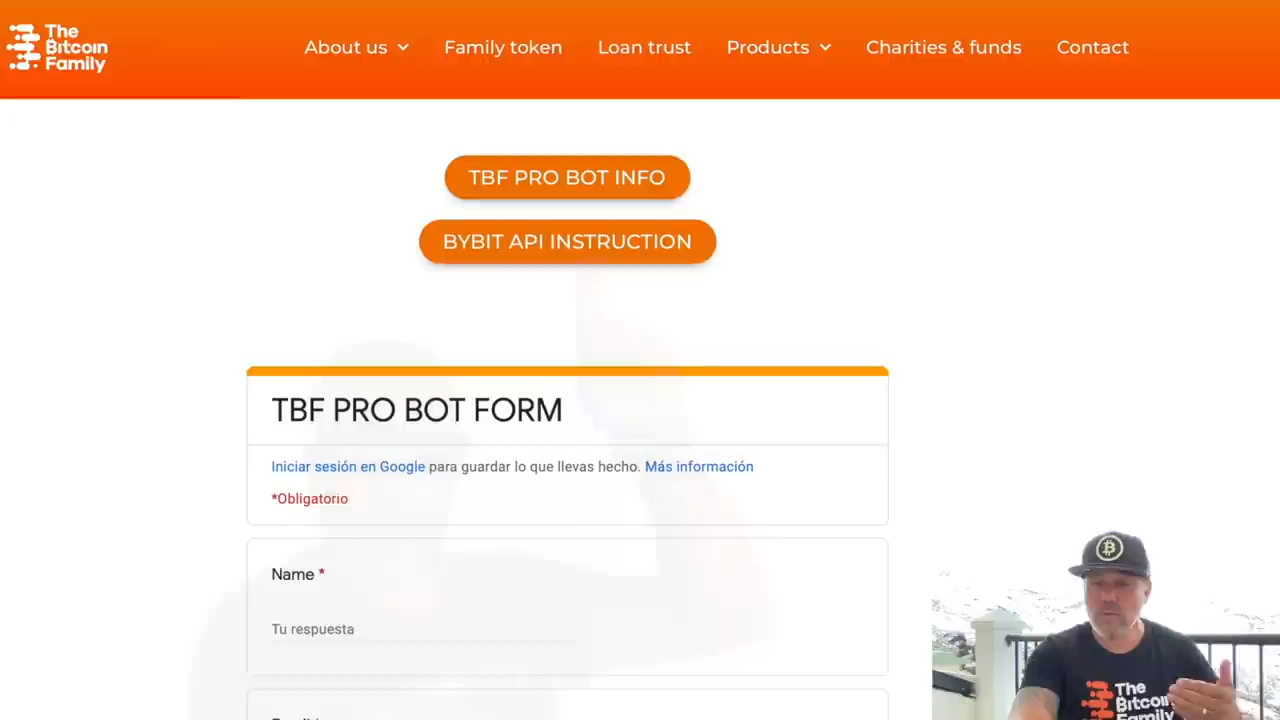 The
Bitcoin
Family
About us
Family token
Loan trust
Products
Charities & funds
Contact
TBF PRO BOT INFO
BYBIT API INSTRUCTION
TBF PRO BOT FORM
Iniciar sesión en Google para guardar lo que llevas hecho. Más información
*Obligatorio
Name *
Tu respuesta
The
Bitcoin
Family